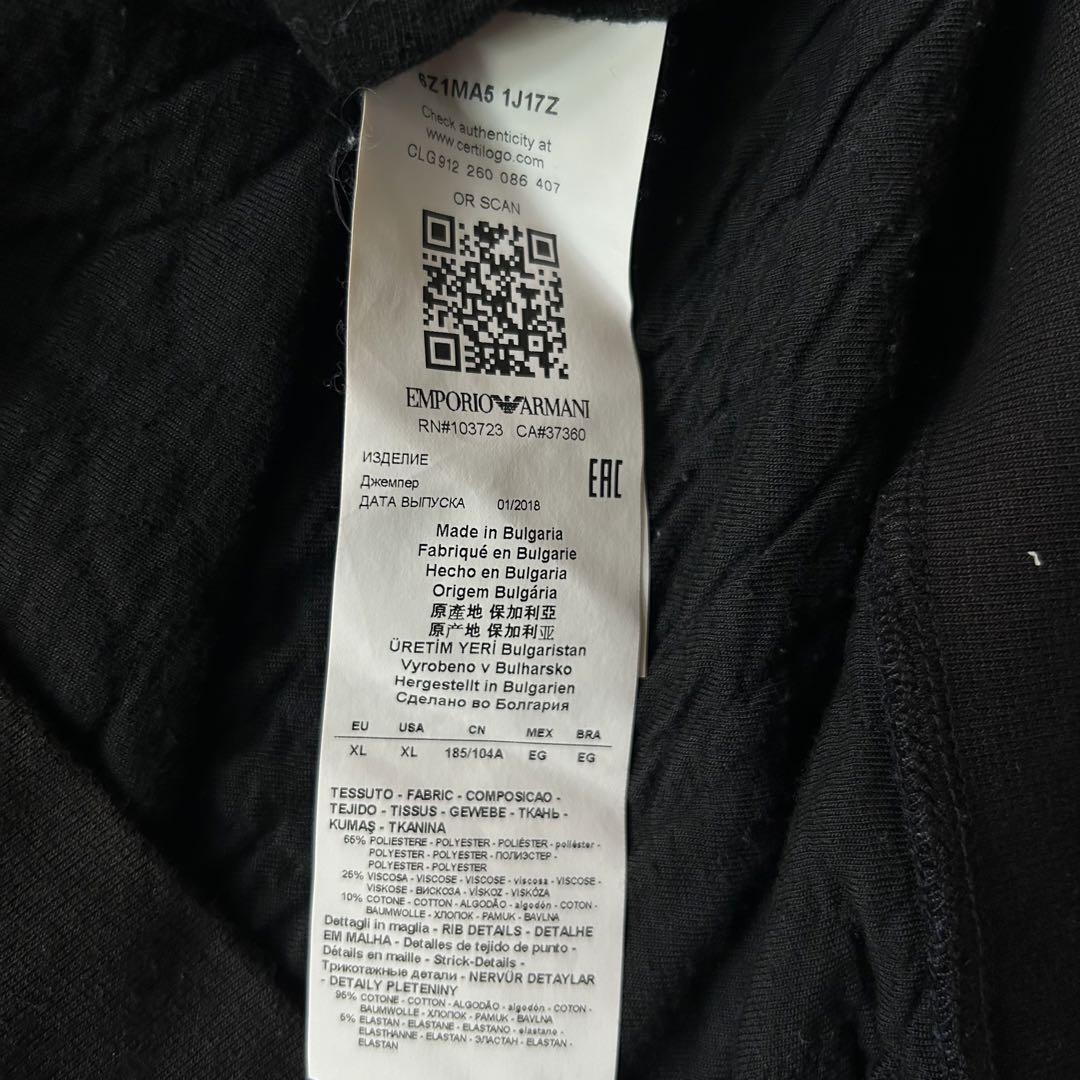 6Z1MA5 1J17Z
Check authenticity at
www.certilogo.com
CLG 912 260 086 407
OR SCAN
EMPORIO ARMANI
RN#103723 CA#37360
ИЗДЕЛИЕ
Джемпер
ДАТА ВЫПУСКА 01/2018
EAC
Made in Bulgaria
Fabriqué en Bulgarie
Hecho en Bulgaria
Origem Bulgária
原產地 保加利亞
原产地 保加利亚
ÜRETİM YERİ Bulgaristan
Vyrobeno v Bulharsko
Hergestellt in Bulgarien
Сделано во Болгария
EU USA CN MEX BRA
XL XL 185/104A EG EG
TESSUTO - FABRIC - COMPOSICAO -
TEJIDO - TISSUS - GEWEBE - ТКАНЬ -
KUMAŞ - TKANINA
65% POLIESTERE - POLYESTER - POLIÉSTER - poliéster -
POLYESTER - POLYESTER - ПОЛИЭСТЕР -
POLYESTER - POLYESTER
25% VISCOSA - VISCOSE - VISCOSE - viscosa - VISCOSE -
VISKOSE - ВИСКОЗА - VİSKOZ - VISKÓZA
10% COTONE - COTTON - ALGODÃO - algodón - COTON -
BAUMWOLLE - ХЛОПОК - PAMUK - BAVLNA
Dettagli in maglia - RIB DETAILS - DETALHE
EM MALHA - Detalles de tejido de punto -
Détails en maille - Strick-Details -
Трикотажные детали - NERVÜR DETAYLAR
- DETAILY PLETENINY
95% COTONE - COTTON - ALGODÃO - algodón - COTON -
BAUMWOLLE - ХЛОПОК - PAMUK - BAVLNA
5% ELASTAN - ELASTANE - ELASTANO - elastano -
ELASTHANNE - ELASTAN - ЭЛАСТАН - ELASTAN -
ELASTAN